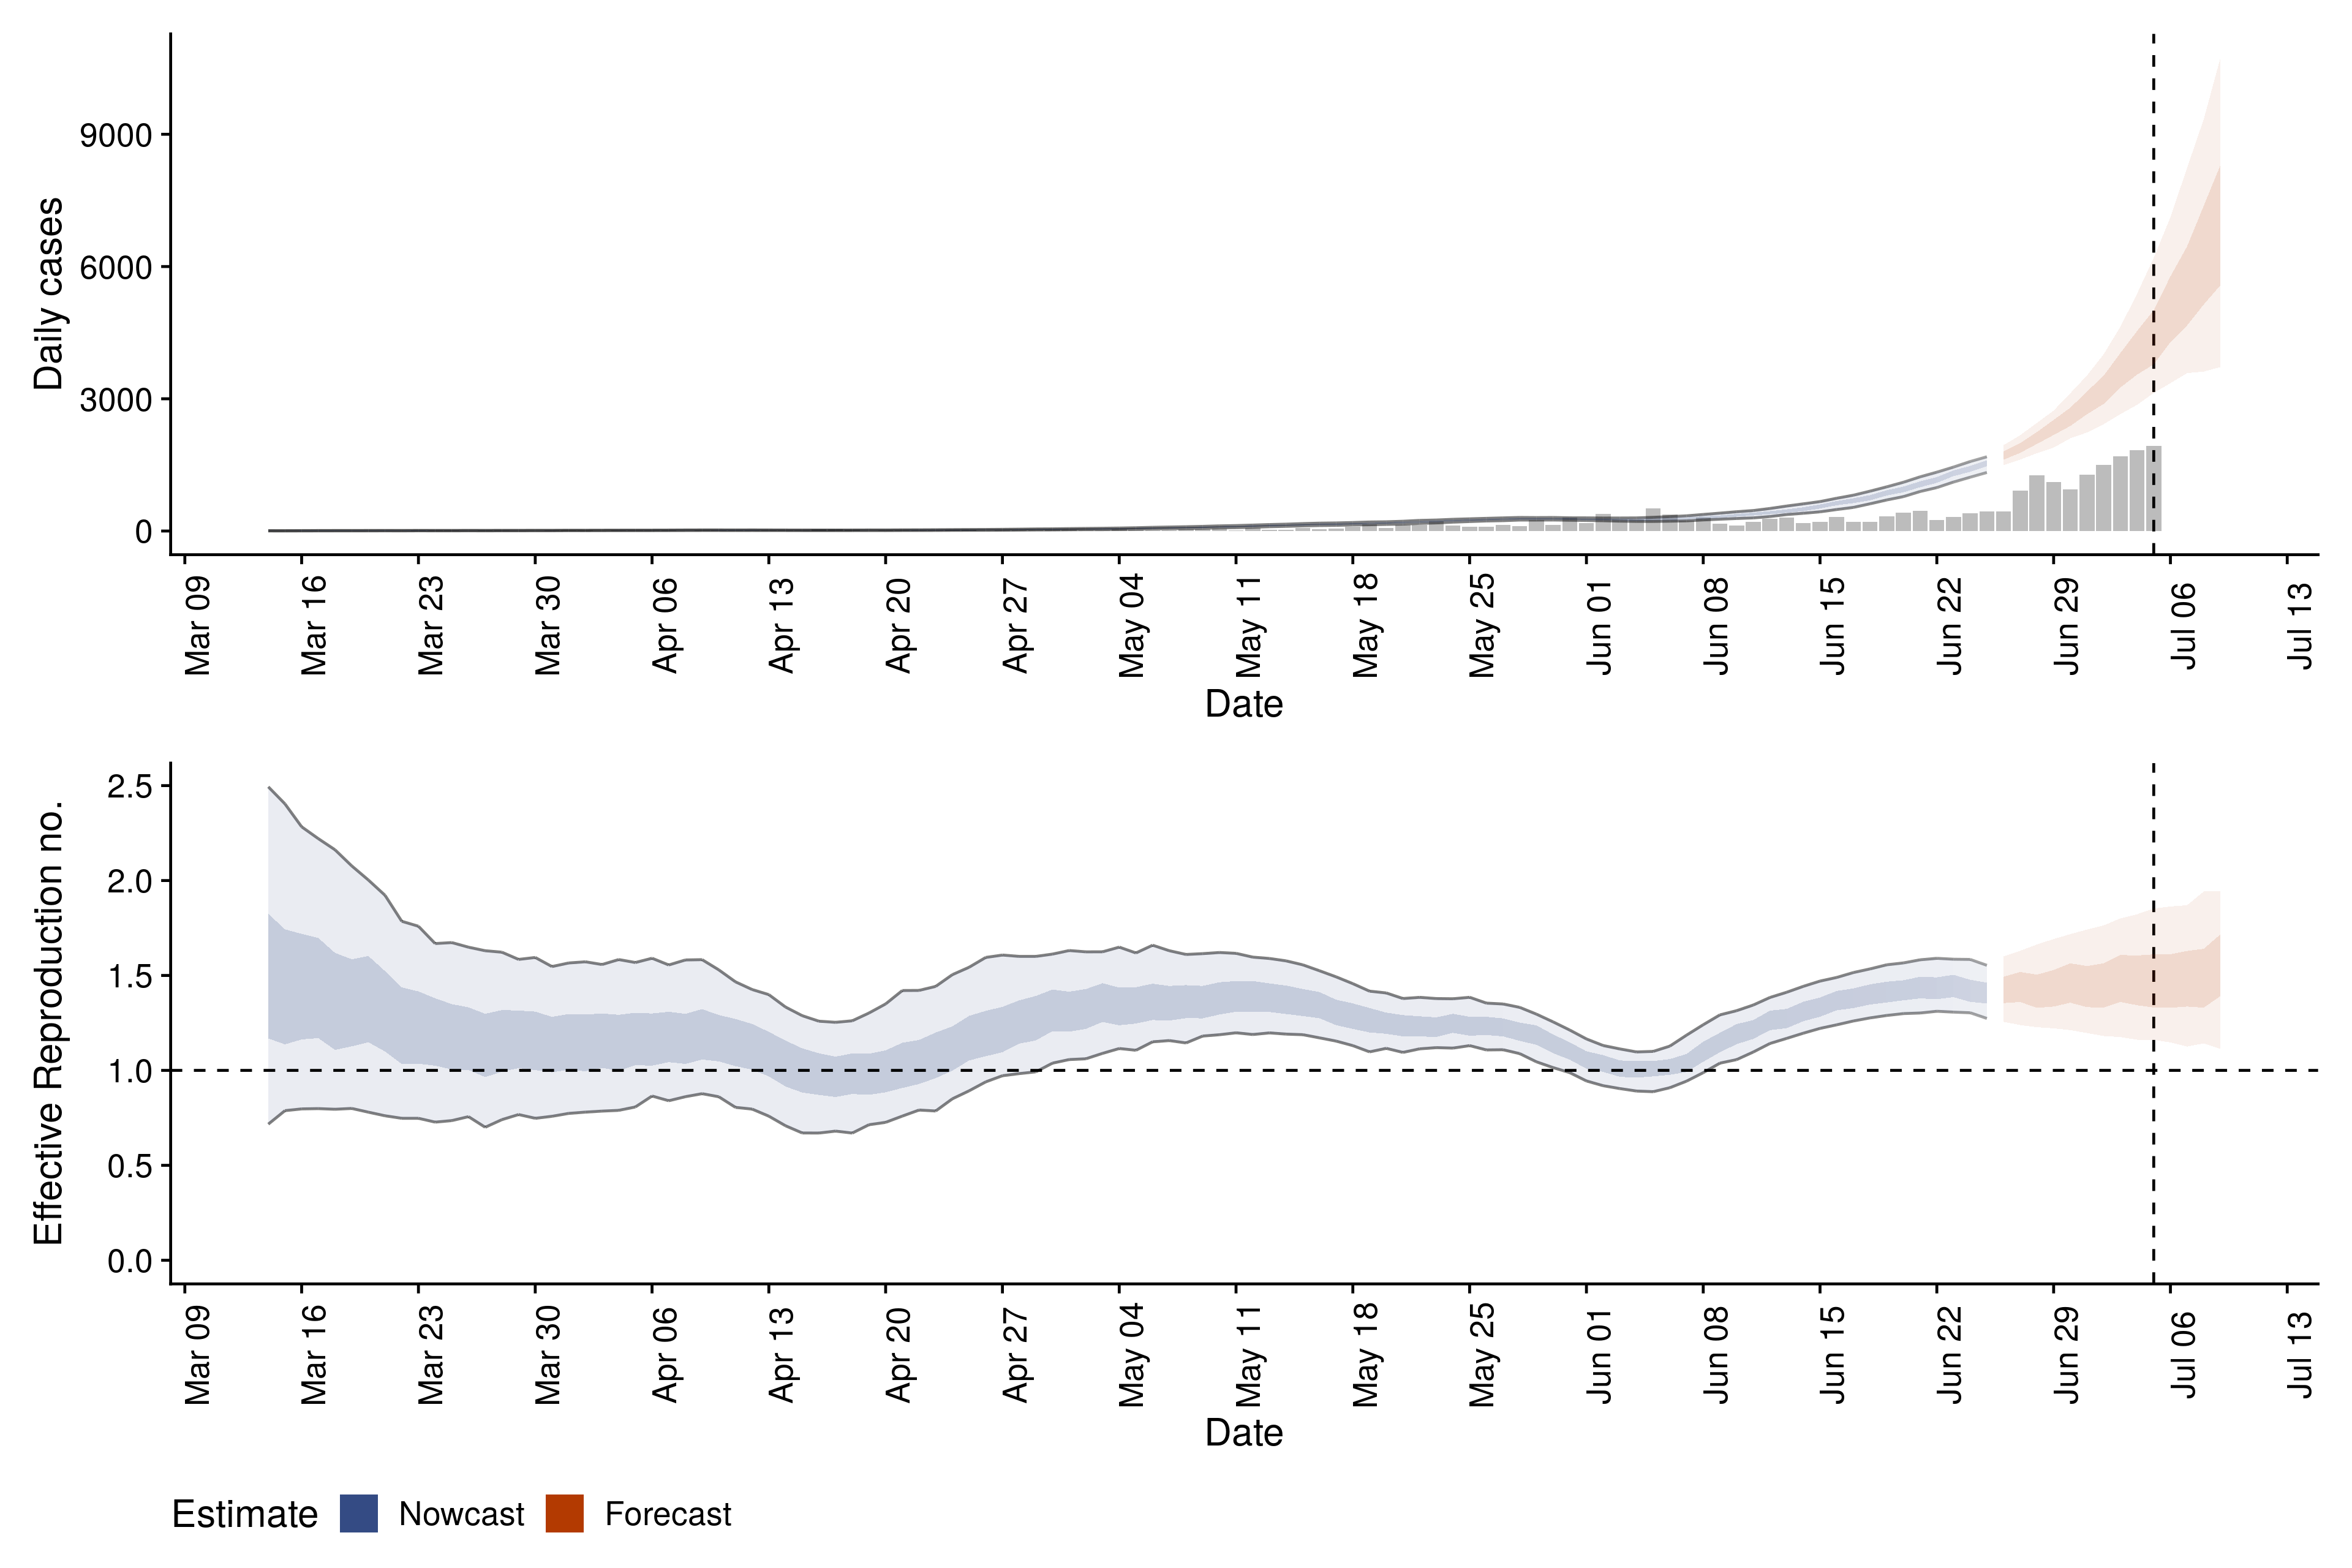 Daily cases
9000
6000
3000
0
Mar 09 Mar 16 Mar 23 Mar 30 Apr 06 Apr 13 Apr 20 Apr 27 May 04 May 11 May 18 May 25 Jun 01 Jun 08 Jun 15 Jun 22 Jun 29 Jul 06 Jul 13
Date
Effective Reproduction no.
2.5
2.0
1.5
1.0
0.5
0.0
Mar 09 Mar 16 Mar 23 Mar 30 Apr 06 Apr 13 Apr 20 Apr 27 May 04 May 11 May 18 May 25 Jun 01 Jun 08 Jun 15 Jun 22 Jun 29 Jul 06 Jul 13
Date
Estimate Nowcast Forecast